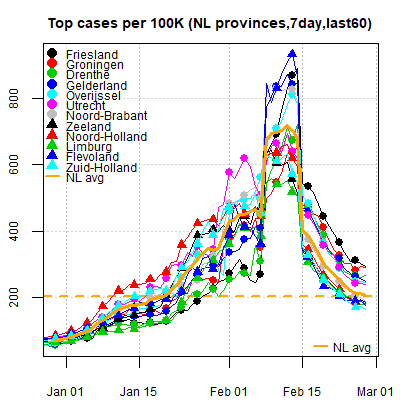 Top cases per 100K (NL provinces,7day,last60)
Friesland
Groningen
Drenthe
Gelderland
Overijssel
Utrecht
Noord-Brabant
Zeeland
Noord-Holland
Limburg
Flevoland
Zuid-Holland
NL avg
800
600
400
200
NL avg
Jan 01
Jan 15
Feb 01
Feb 15
Mar 01